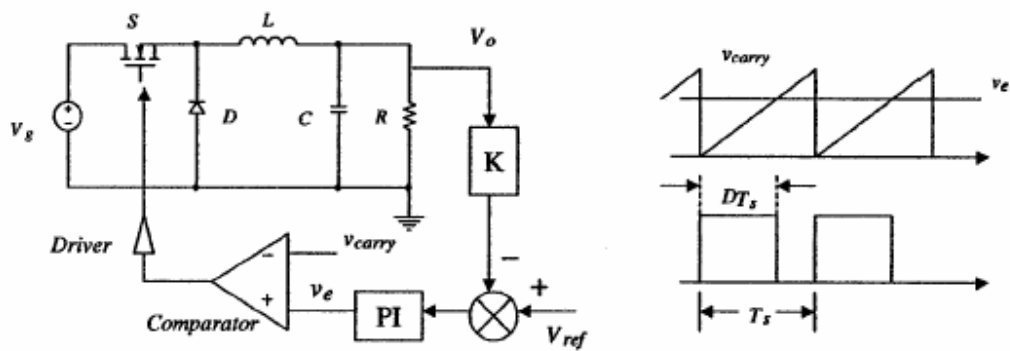 S
L
V_o
V_g
D
C
R
K
Driver
v_carry
−
+
v_e
Comparator
PI
−
+
V_ref
v_carry
v_e
DT_s
T_s